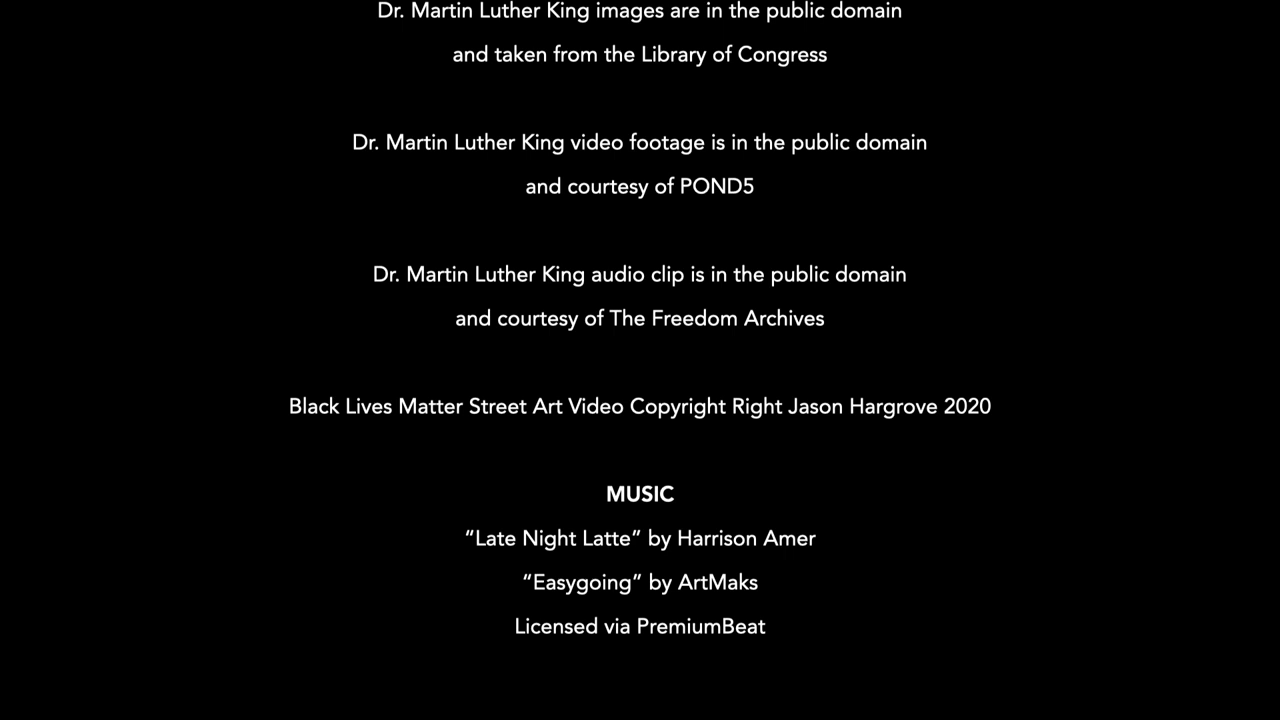 Dr. Martin Luther King images are in the public domain
and taken from the Library of Congress
Dr. Martin Luther King video footage is in the public domain
and courtesy of POND5
Dr. Martin Luther King audio clip is in the public domain
and courtesy of The Freedom Archives
Black Lives Matter Street Art Video Copyright Right Jason Hargrove 2020
MUSIC
“Late Night Latte” by Harrison Amer
“Easygoing” by ArtMaks
Licensed via PremiumBeat